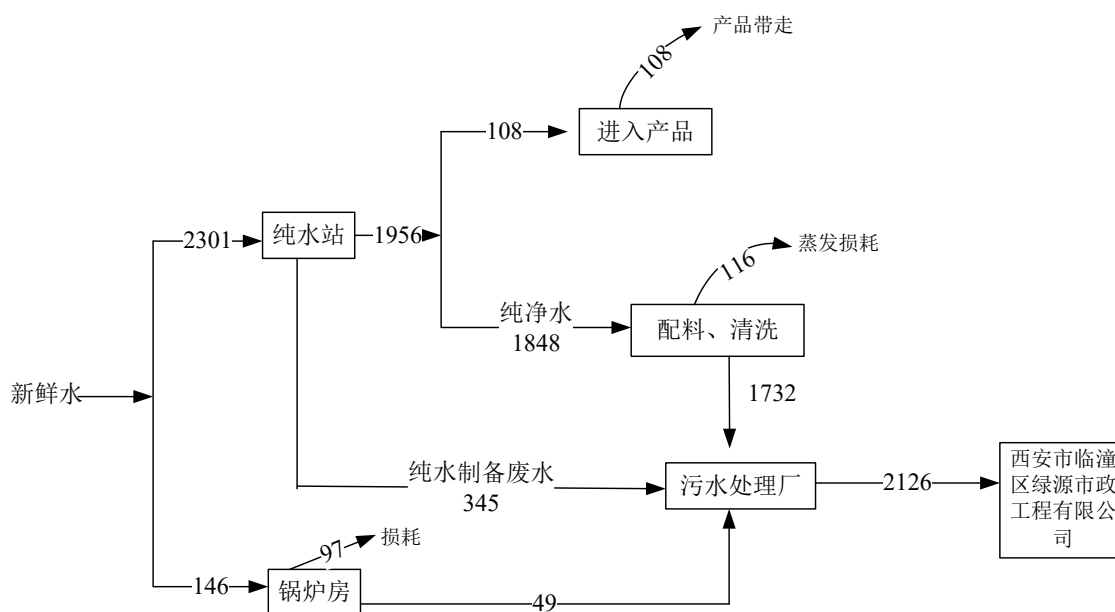 产品带走
108
108
进入产品
2301
纯水站
1956
116
蒸发损耗
纯净水
1848
配料、清洗
新鲜水
1732
纯水制备废水
345
污水处理厂
2126
西安市临潼
区绿源市政
工程有限公
司
97
损耗
146
锅炉房
49